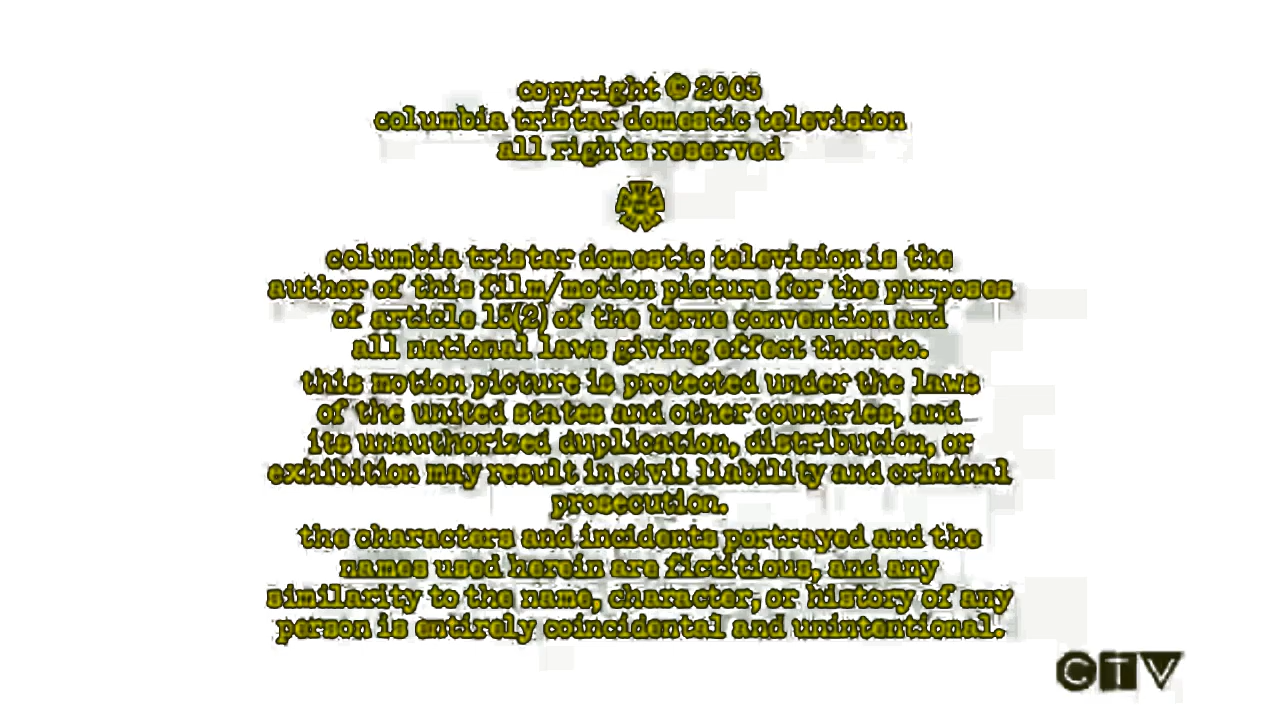 copyright © 2003
columbia tristar domestic television
all rights reserved
columbia tristar domestic television is the
author of this film/motion picture for the purposes
of article 15(2) of the berne convention and
all national laws giving effect thereto.
this motion picture is protected under the laws
of the united states and other countries, and
its unauthorized duplication, distribution, or
exhibition may result in civil liability and criminal
prosecution.
the characters and incidents portrayed and the
names used herein are fictitious, and any
similarity to the name, character, or history of any
person is entirely coincidental and unintentional.
CTV